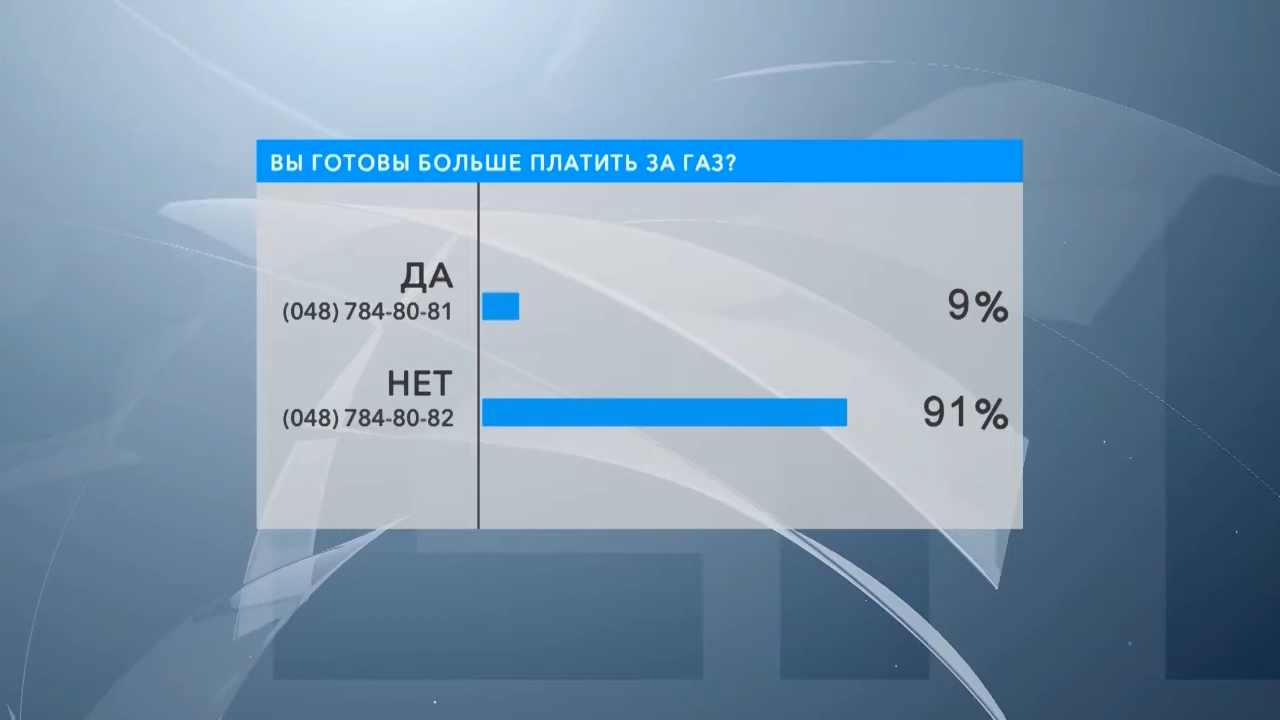 ВЫ ГОТОВЫ БОЛЬШЕ ПЛАТИТЬ ЗА ГАЗ?
ДА
(048) 784-80-81
9%
НЕТ
(048) 784-80-82
91%